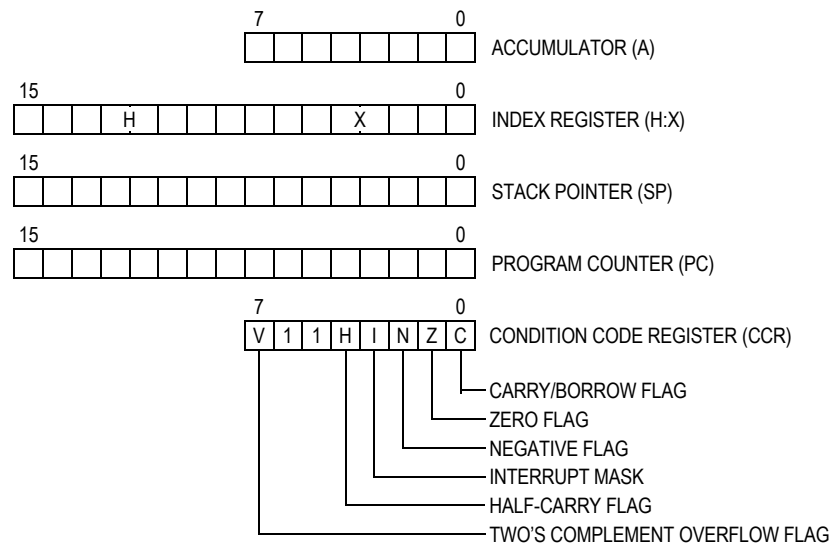 7 0
ACCUMULATOR (A)
15 0
H X INDEX REGISTER (H:X)
15 0
STACK POINTER (SP)
15 0
PROGRAM COUNTER (PC)
7 0
V 1 1 H I N Z C CONDITION CODE REGISTER (CCR)
CARRY/BORROW FLAG
ZERO FLAG
NEGATIVE FLAG
INTERRUPT MASK
HALF-CARRY FLAG
TWO'S COMPLEMENT OVERFLOW FLAG